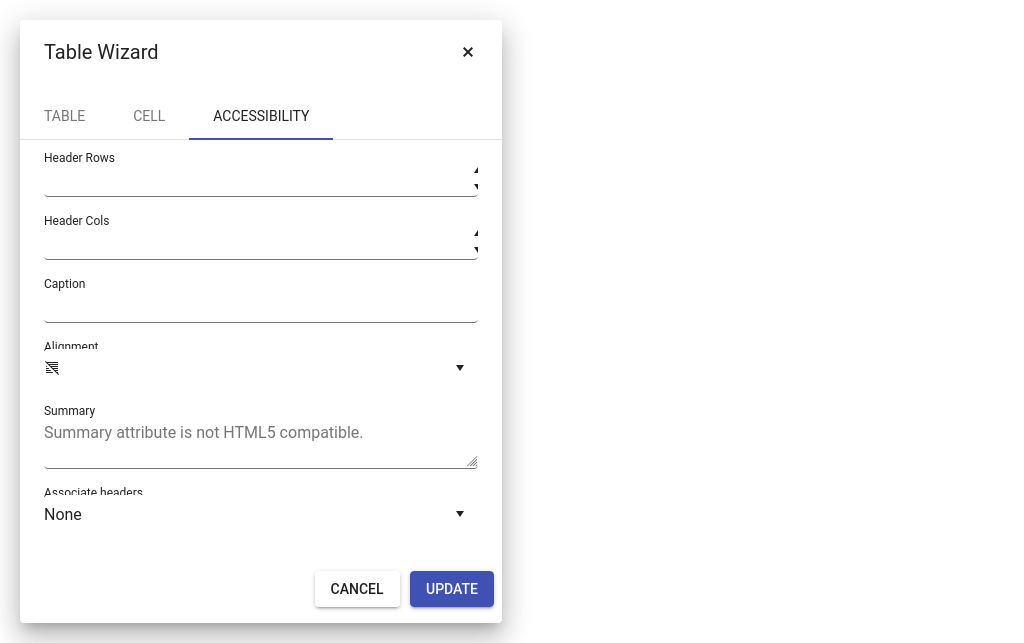 Table Wizard
×
TABLE CELL ACCESSIBILITY
Header Rows
Header Cols
Caption
Alignment
Summary
Summary attribute is not HTML5 compatible.
Associate headers
None
CANCEL UPDATE